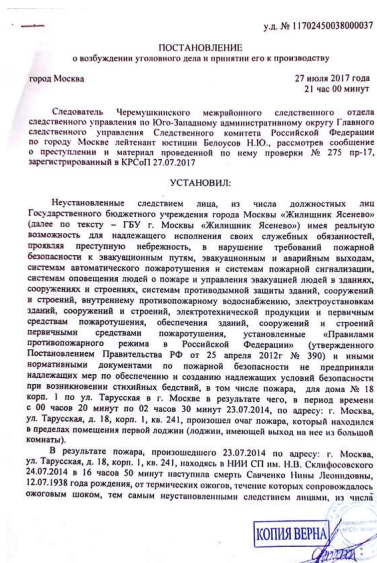 у.д. № 11702450038000037
ПОСТАНОВЛЕНИЕ
о возбуждении уголовного дела и принятии его к производству
город Москва 27 июля 2017 года
21 час 00 минут
Следователь Черемушкинского межрайонного следственного отдела
следственного управления по Юго-Западному административному округу Главного
следственного управления Следственного комитета Российской Федерации
по городу Москве лейтенант юстиции Белоусов Н.Ю., рассмотрев сообщение
о преступлении и материал проведенной по нему проверки № 275 пр-17,
зарегистрированный в КРСоП 27.07.2017
УСТАНОВИЛ:
Неустановленные следствием лица, из числа должностных лиц
Государственного бюджетного учреждения города Москвы «Жилищник Ясенево»
(далее по тексту – ГБУ г. Москвы «Жилищник Ясенево») имея реальную
возможность для надлежащего исполнения своих служебных обязанностей,
проявляя преступную небрежность, в нарушение требований пожарной
безопасности к эвакуационным путям, эвакуационным и аварийным выходам,
системам автоматического пожаротушения и системам пожарной сигнализации,
системам оповещения людей о пожаре и управления эвакуацией людей в зданиях,
сооружениях и строениях, системам противодымной защиты зданий, сооружений
и строений, внутреннему противопожарному водоснабжению, электроустановкам
зданий, сооружений и строений, электротехнической продукции и первичным
средствам пожаротушения, обеспечения зданий, сооружений и строений
первичными средствами пожаротушения, установленные «Правилами
противопожарного режима в Российской Федерации» (утвержденного
Постановлением Правительства РФ от 25 апреля 2012г № 390) и иными
нормативными документами по пожарной безопасности не предприняли
надлежащих мер по обеспечению и созданию надлежащих условий безопасности
при возникновении стихийных бедствий, в том числе пожара, для дома № 18
корп. 1 по ул. Тарусская в г. Москве в результате чего, в период времени
с 00 часов 20 минут по 02 часов 30 минут 23.07.2014, по адресу: г. Москва,
ул. Тарусская, д. 18, корп. 1, кв. 241, произошел очаг пожара, который находился
в пределах помещения первой лоджии (лоджии, имеющей выход на нее из большой
комнаты).
В результате пожара, произошедшего 23.07.2014 по адресу: г. Москва,
ул. Тарусская, д. 18, корп. 1, кв. 241, находясь в НИИ СП им. Н.В. Склифосовского
24.07.2014 в 16 часов 50 минут наступила смерть Савченко Нины Леонидовны,
12.07.1938 года рождения, от термических ожогов, течение которых сопровождалось
ожоговым шоком, тем самым неустановленными следствием лицами, из числа
КОПИЯ ВЕРНА